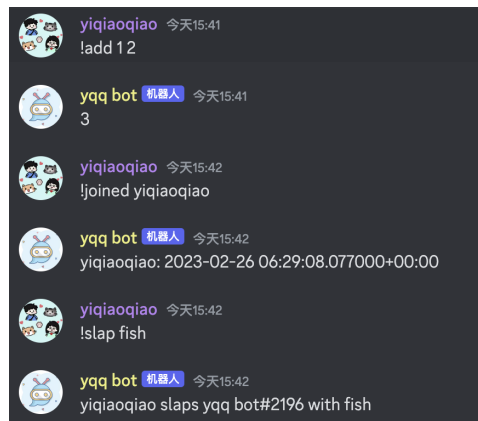 yiqiaoqiao 今天15:41
!add 1 2
yqq bot 机器人 今天15:41
3
yiqiaoqiao 今天15:42
!joined yiqiaoqiao
yqq bot 机器人 今天15:42
yiqiaoqiao: 2023-02-26 06:29:08.077000+00:00
yiqiaoqiao 今天15:42
!slap fish
yqq bot 机器人 今天15:42
yiqiaoqiao slaps yqq bot#2196 with fish